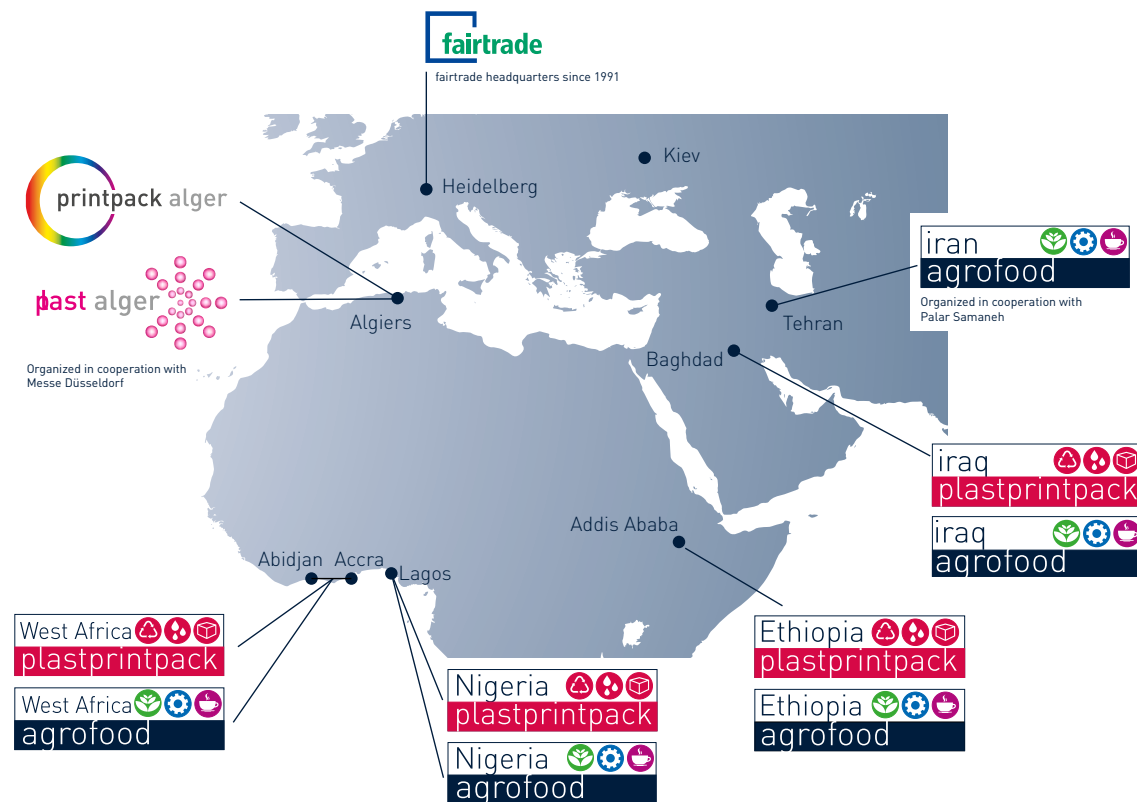 fairtrade
fairtrade headquarters since 1991
Kiev
Heidelberg
printpack alger
iran
agrofood
Organized in cooperation with
Palar Samaneh
plast alger
Algiers
Tehran
Baghdad
Organized in cooperation with
Messe Düsseldorf
iraq
plastprintpack
iraq
agrofood
Addis Ababa
Abidjan
Accra
Lagos
West Africa
plastprintpack
West Africa
agrofood
Nigeria
plastprintpack
Nigeria
agrofood
Ethiopia
plastprintpack
Ethiopia
agrofood